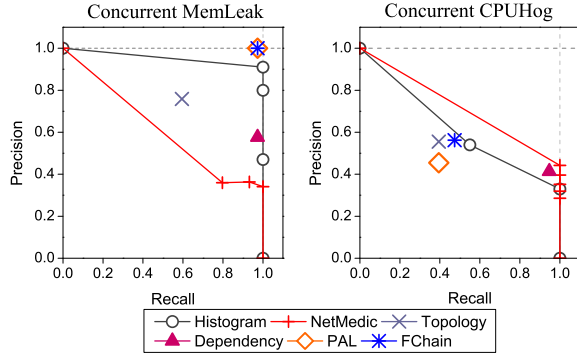 Concurrent MemLeak
Concurrent CPUHog
Precision
1.0
0.8
0.6
0.4
0.2
0.0
0.0 0.2 0.4 0.6 0.8 1.0
Recall
Precision
1.0
0.8
0.6
0.4
0.2
0.0
0.0 0.2 0.4 0.6 0.8 1.0
Recall
Histogram NetMedic Topology
Dependency PAL FChain